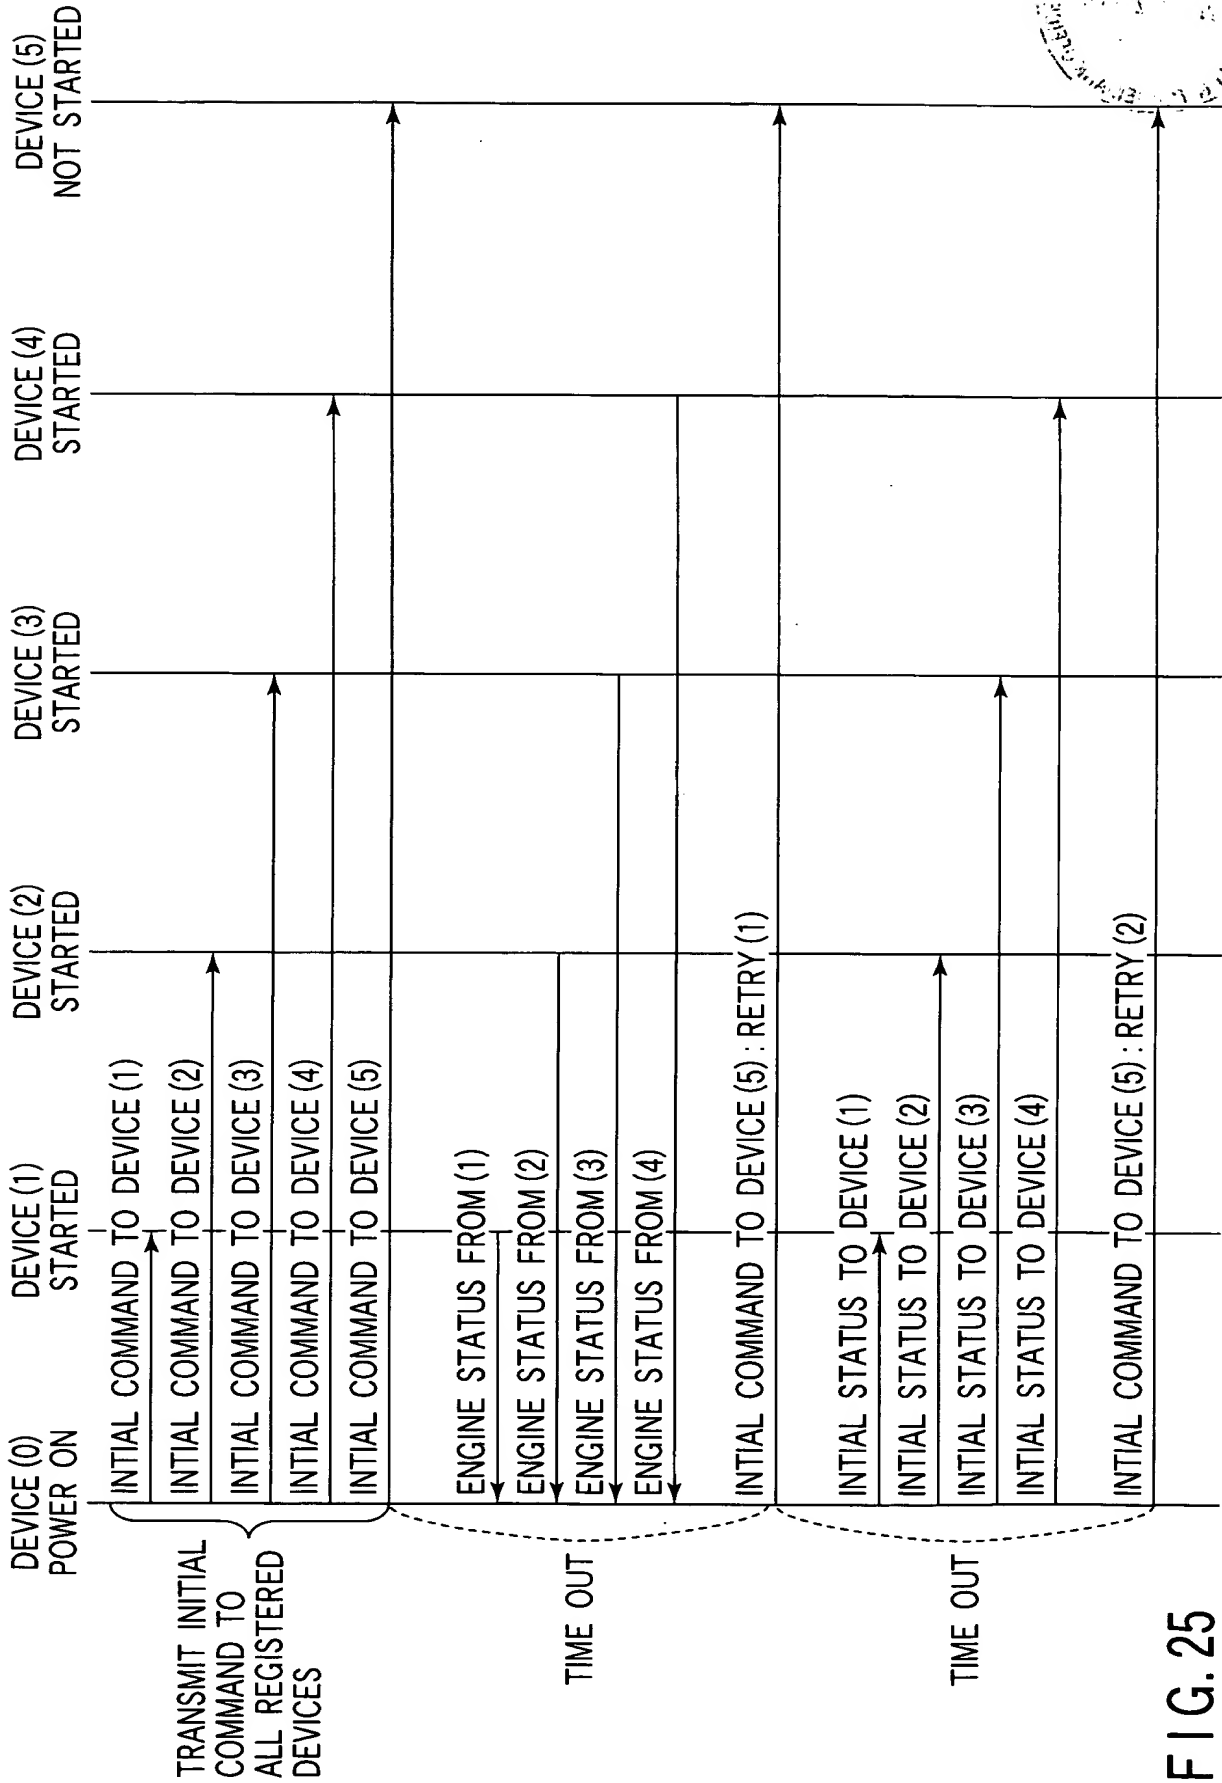 DEVICE (0)
POWER ON
DEVICE (1)
STARTED
DEVICE (2)
STARTED
DEVICE (3)
STARTED
DEVICE (4)
STARTED
DEVICE (5)
NOT STARTED
TRANSMIT INITIAL
COMMAND TO
ALL REGISTERED
DEVICES
INTIAL COMMAND TO DEVICE (1)
INTIAL COMMAND TO DEVICE (2)
INTIAL COMMAND TO DEVICE (3)
INTIAL COMMAND TO DEVICE (4)
INTIAL COMMAND TO DEVICE (5)
TIME OUT
ENGINE STATUS FROM (1)
ENGINE STATUS FROM (2)
ENGINE STATUS FROM (3)
ENGINE STATUS FROM (4)
INTIAL COMMAND TO DEVICE (5) : RETRY (1)
TIME OUT
INTIAL STATUS TO DEVICE (1)
INTIAL STATUS TO DEVICE (2)
INTIAL STATUS TO DEVICE (3)
INTIAL STATUS TO DEVICE (4)
INTIAL COMMAND TO DEVICE (5) : RETRY (2)
FIG. 25